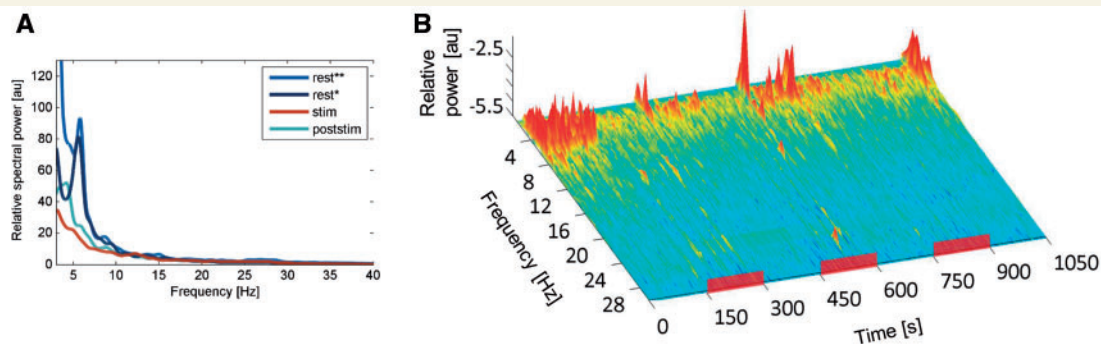 A
Relative spectral power [au]
120
100
80
60
40
20
0
5 10 15 20 25 30 35 40
Frequency [Hz]
rest**
rest*
stim
poststim
B
Relative
power [au]
-2.5
-5.5
4
8
12
16
20
24
28
Frequency [Hz]
0 150 300 450 600 750 900 1050
Time [s]